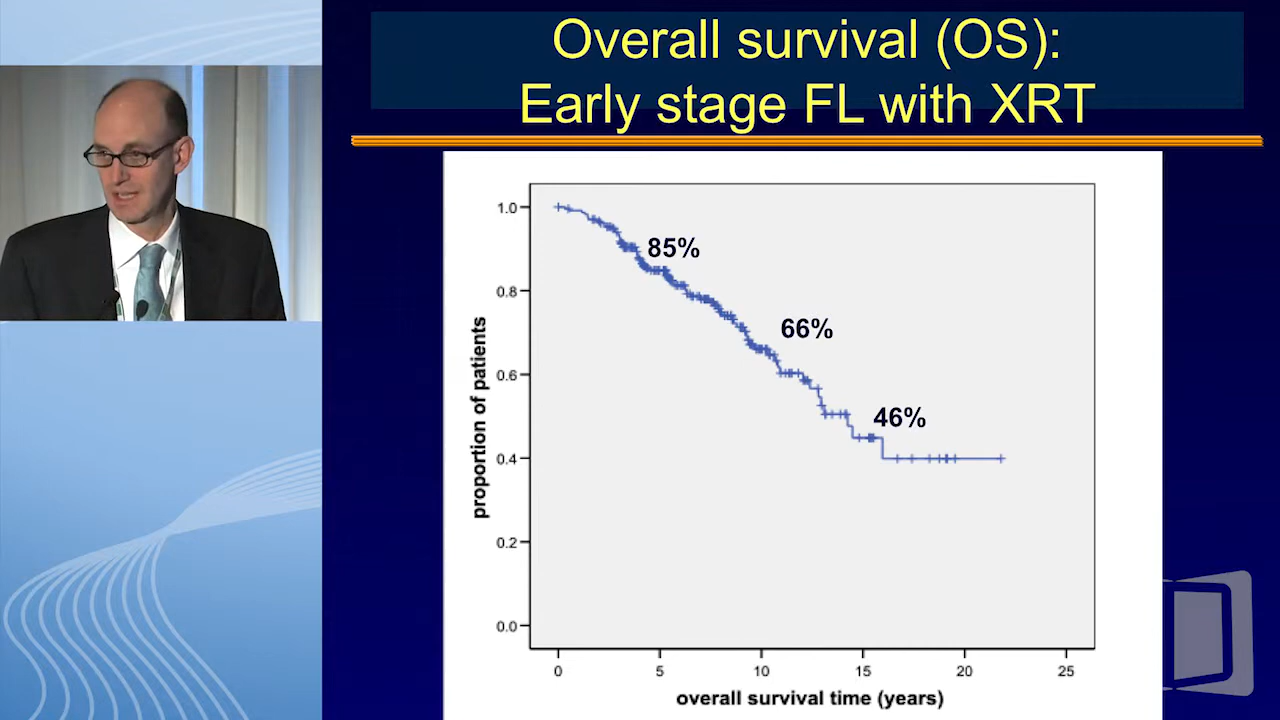 Overall survival (OS):
Early stage FL with XRT
1.0
0.8
0.6
0.4
0.2
0.0
proportion of patients
85%
66%
46%
0 5 10 15 20 25
overall survival time (years)